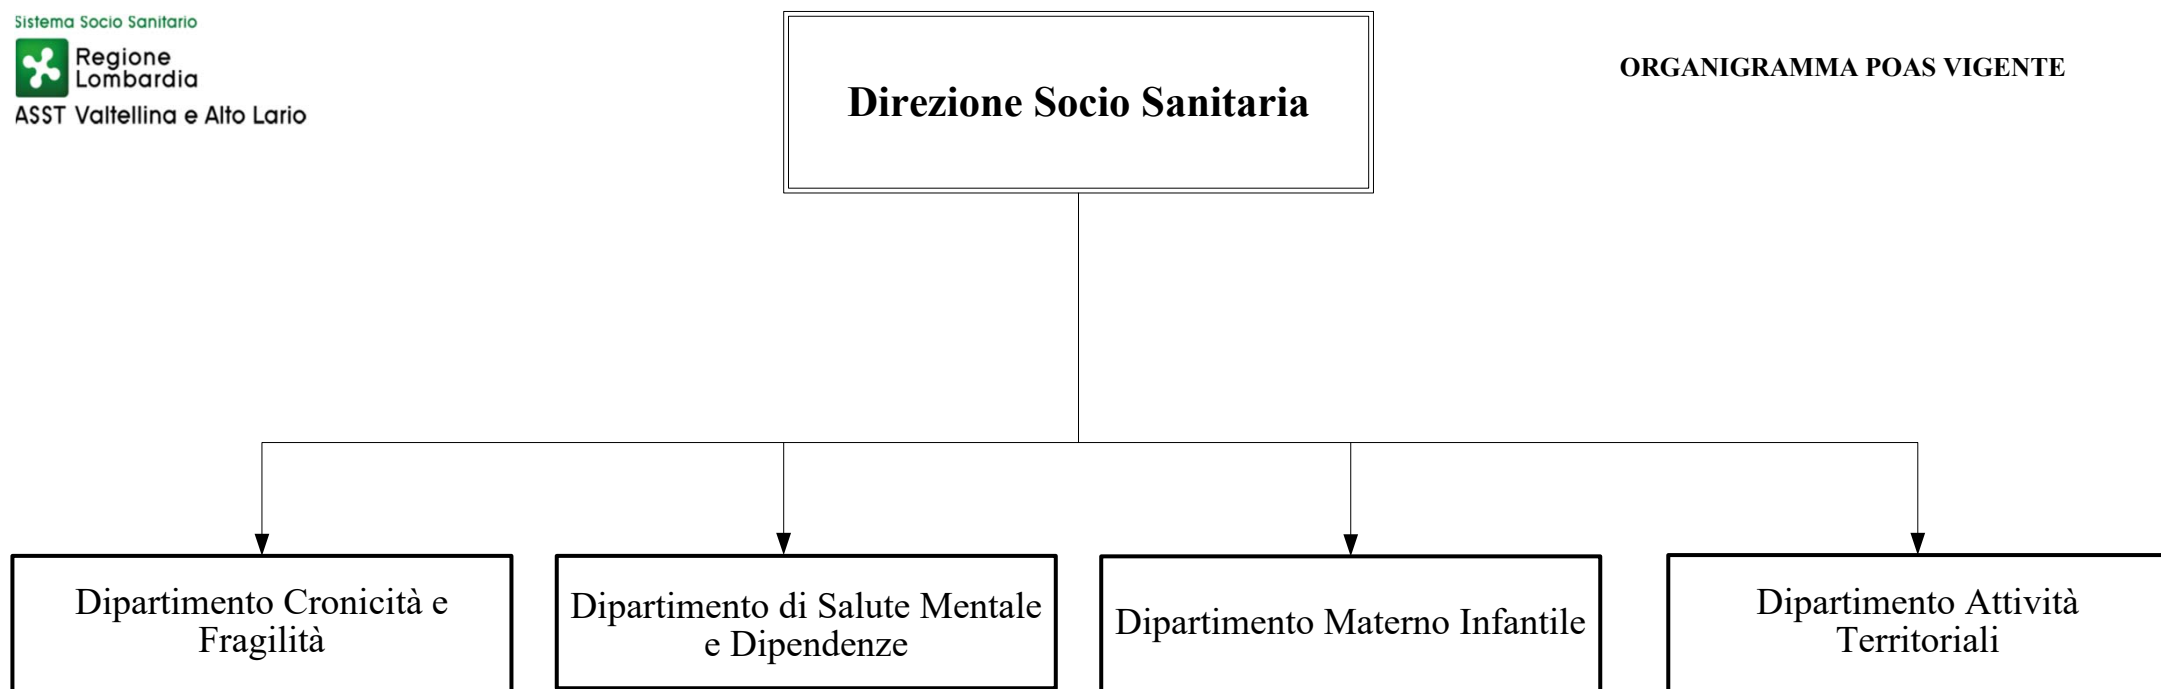 Sistema Socio Sanitario
Regione
Lombardia
ASST Valtellina e Alto Lario
Direzione Socio Sanitaria
ORGANIGRAMMA POAS VIGENTE
Dipartimento Cronicità e
Fragilità
Dipartimento di Salute Mentale
e Dipendenze
Dipartimento Materno Infantile
Dipartimento Attività
Territoriali